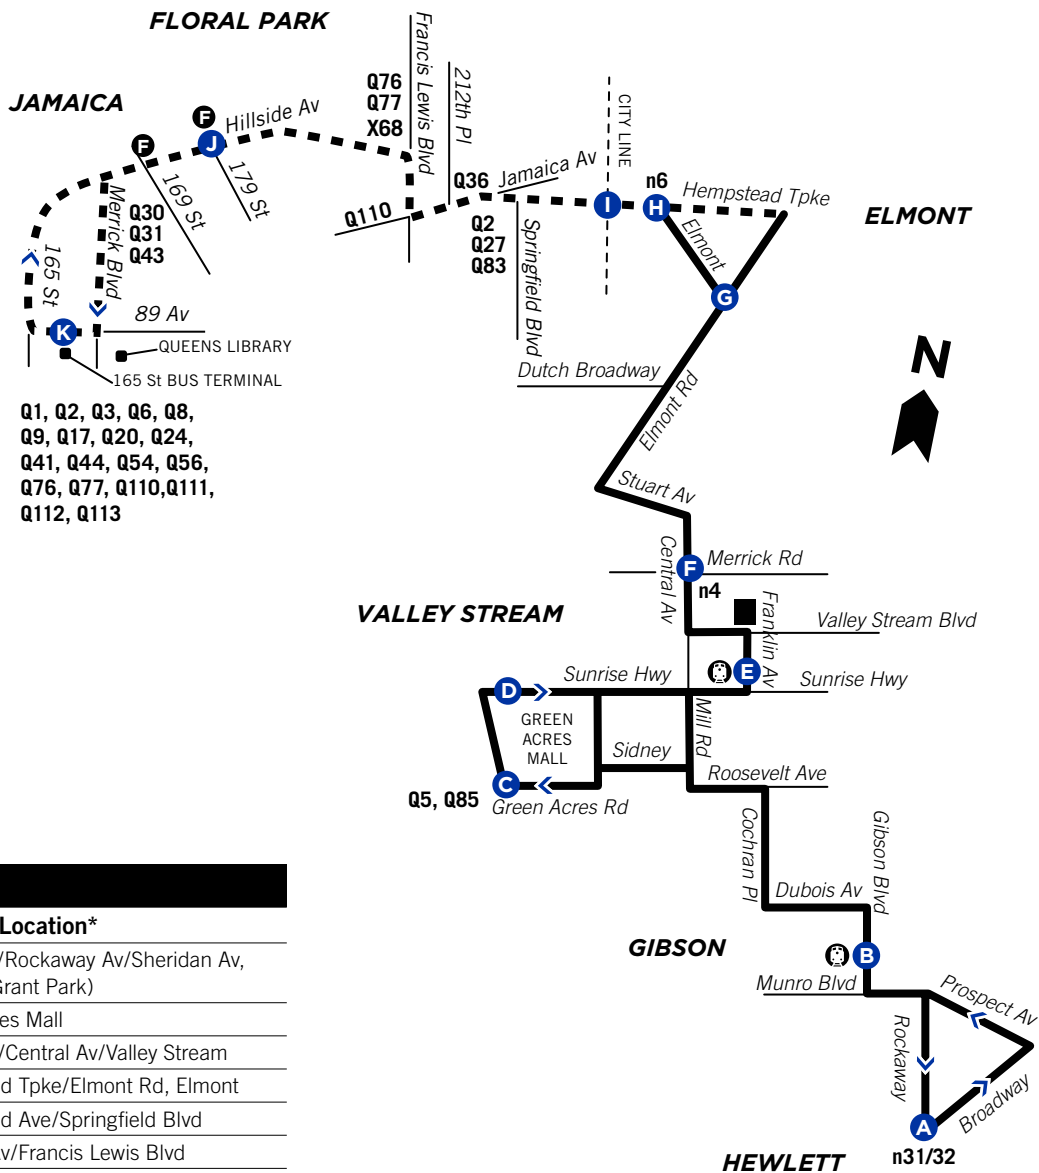 FLORAL PARK
JAMAICA
Francis Lewis Blvd
212th Pl
Q76
Q77
X68
F
J
Hillside Av
F
169 St
179 St
CITY LINE
Q36
Jamaica Av
n6
Hempstead Tpke
ELMONT
Q110
I
H
Merrick Blvd
Q30
Q31
Q43
Q2
Q27
Q83
Springfield Blvd
Elmont
165 St
G
89 Av
K
QUEENS LIBRARY
165 St BUS TERMINAL
Dutch Broadway
Elmont Rd
N
Q1, Q2, Q3, Q6, Q8,
Q9, Q17, Q20, Q24,
Q41, Q44, Q54, Q56,
Q76, Q77, Q110,Q111,
Q112, Q113
Stuart Av
Central Av
F
Merrick Rd
n4
VALLEY STREAM
Franklin Av
Valley Stream Blvd
E
Sunrise Hwy
Sunrise Hwy
D
GREEN
ACRES
MALL
Mill Rd
Sidney
Roosevelt Ave
C
Q5, Q85
Green Acres Rd
Cochran Pl
Gibson Blvd
Dubois Av
GIBSON
B
Munro Blvd
Prospect Av
Rockaway
Broadway
A
n31/32
HEWLETT
Location*
/Rockaway Av/Sheridan Av,
Grant Park)
es Mall
/Central Av/Valley Stream
d Tpke/Elmont Rd, Elmont
d Ave/Springfield Blvd
v/Francis Lewis Blvd